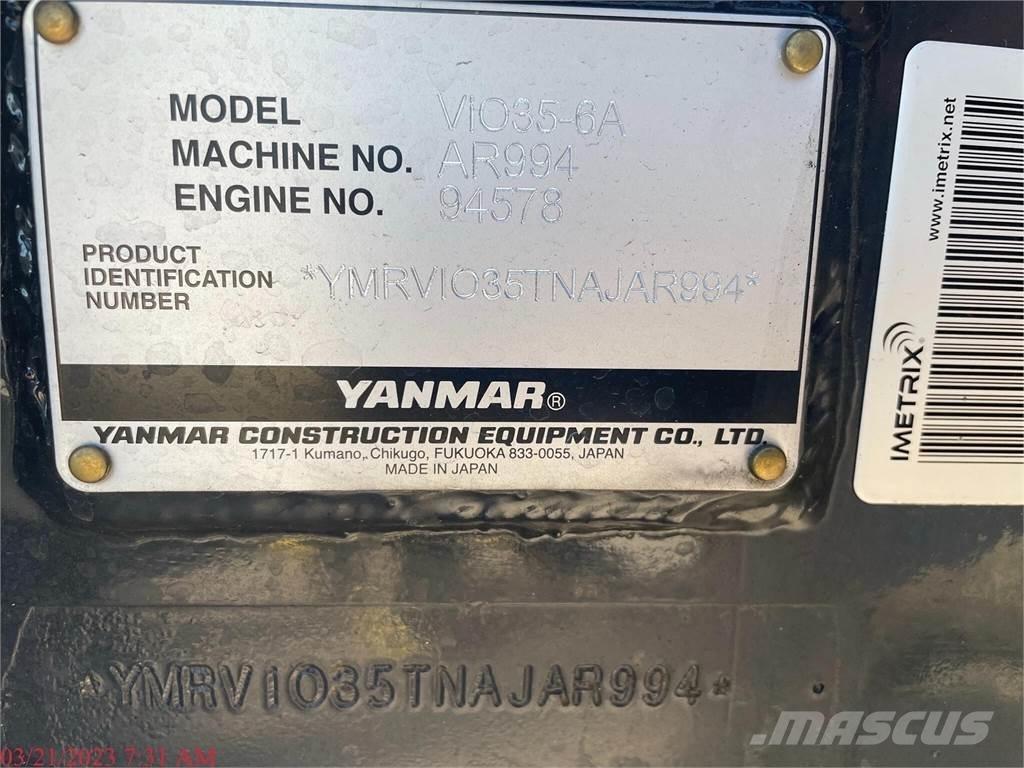 MODEL VIO35-6A
MACHINE NO. AR994
ENGINE NO. 94578
PRODUCT
IDENTIFICATION
NUMBER
*YMRVIO35TNAJAR994*
YANMAR®
YANMAR CONSTRUCTION EQUIPMENT CO., LTD.
1717-1 Kumano, Chikugo, FUKUOKA 833-0055, JAPAN
MADE IN JAPAN
www.imetrix.net
IMETRIX
*YMRVIO35TNAJAR994*
03/21/2023 7:31 AM
MASCUS